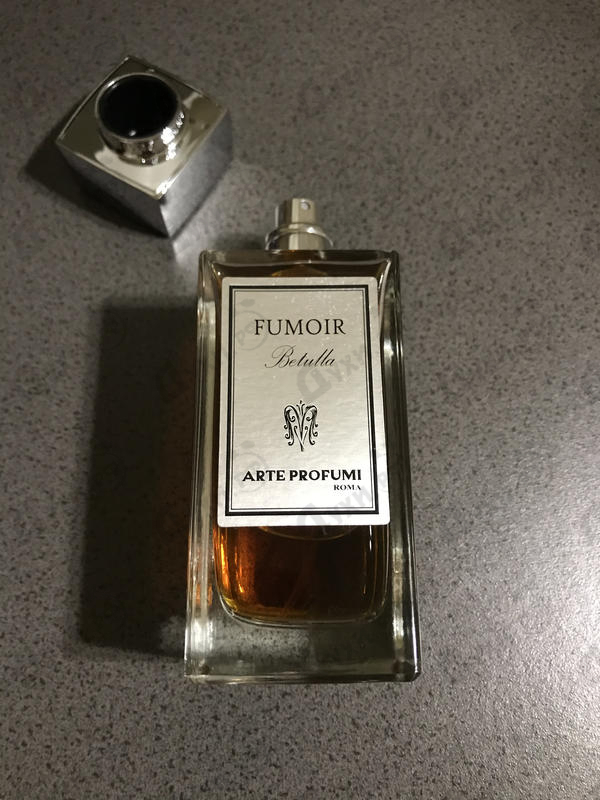 FUMOIR
Betulla
ARTE PROFUMI
ROMA